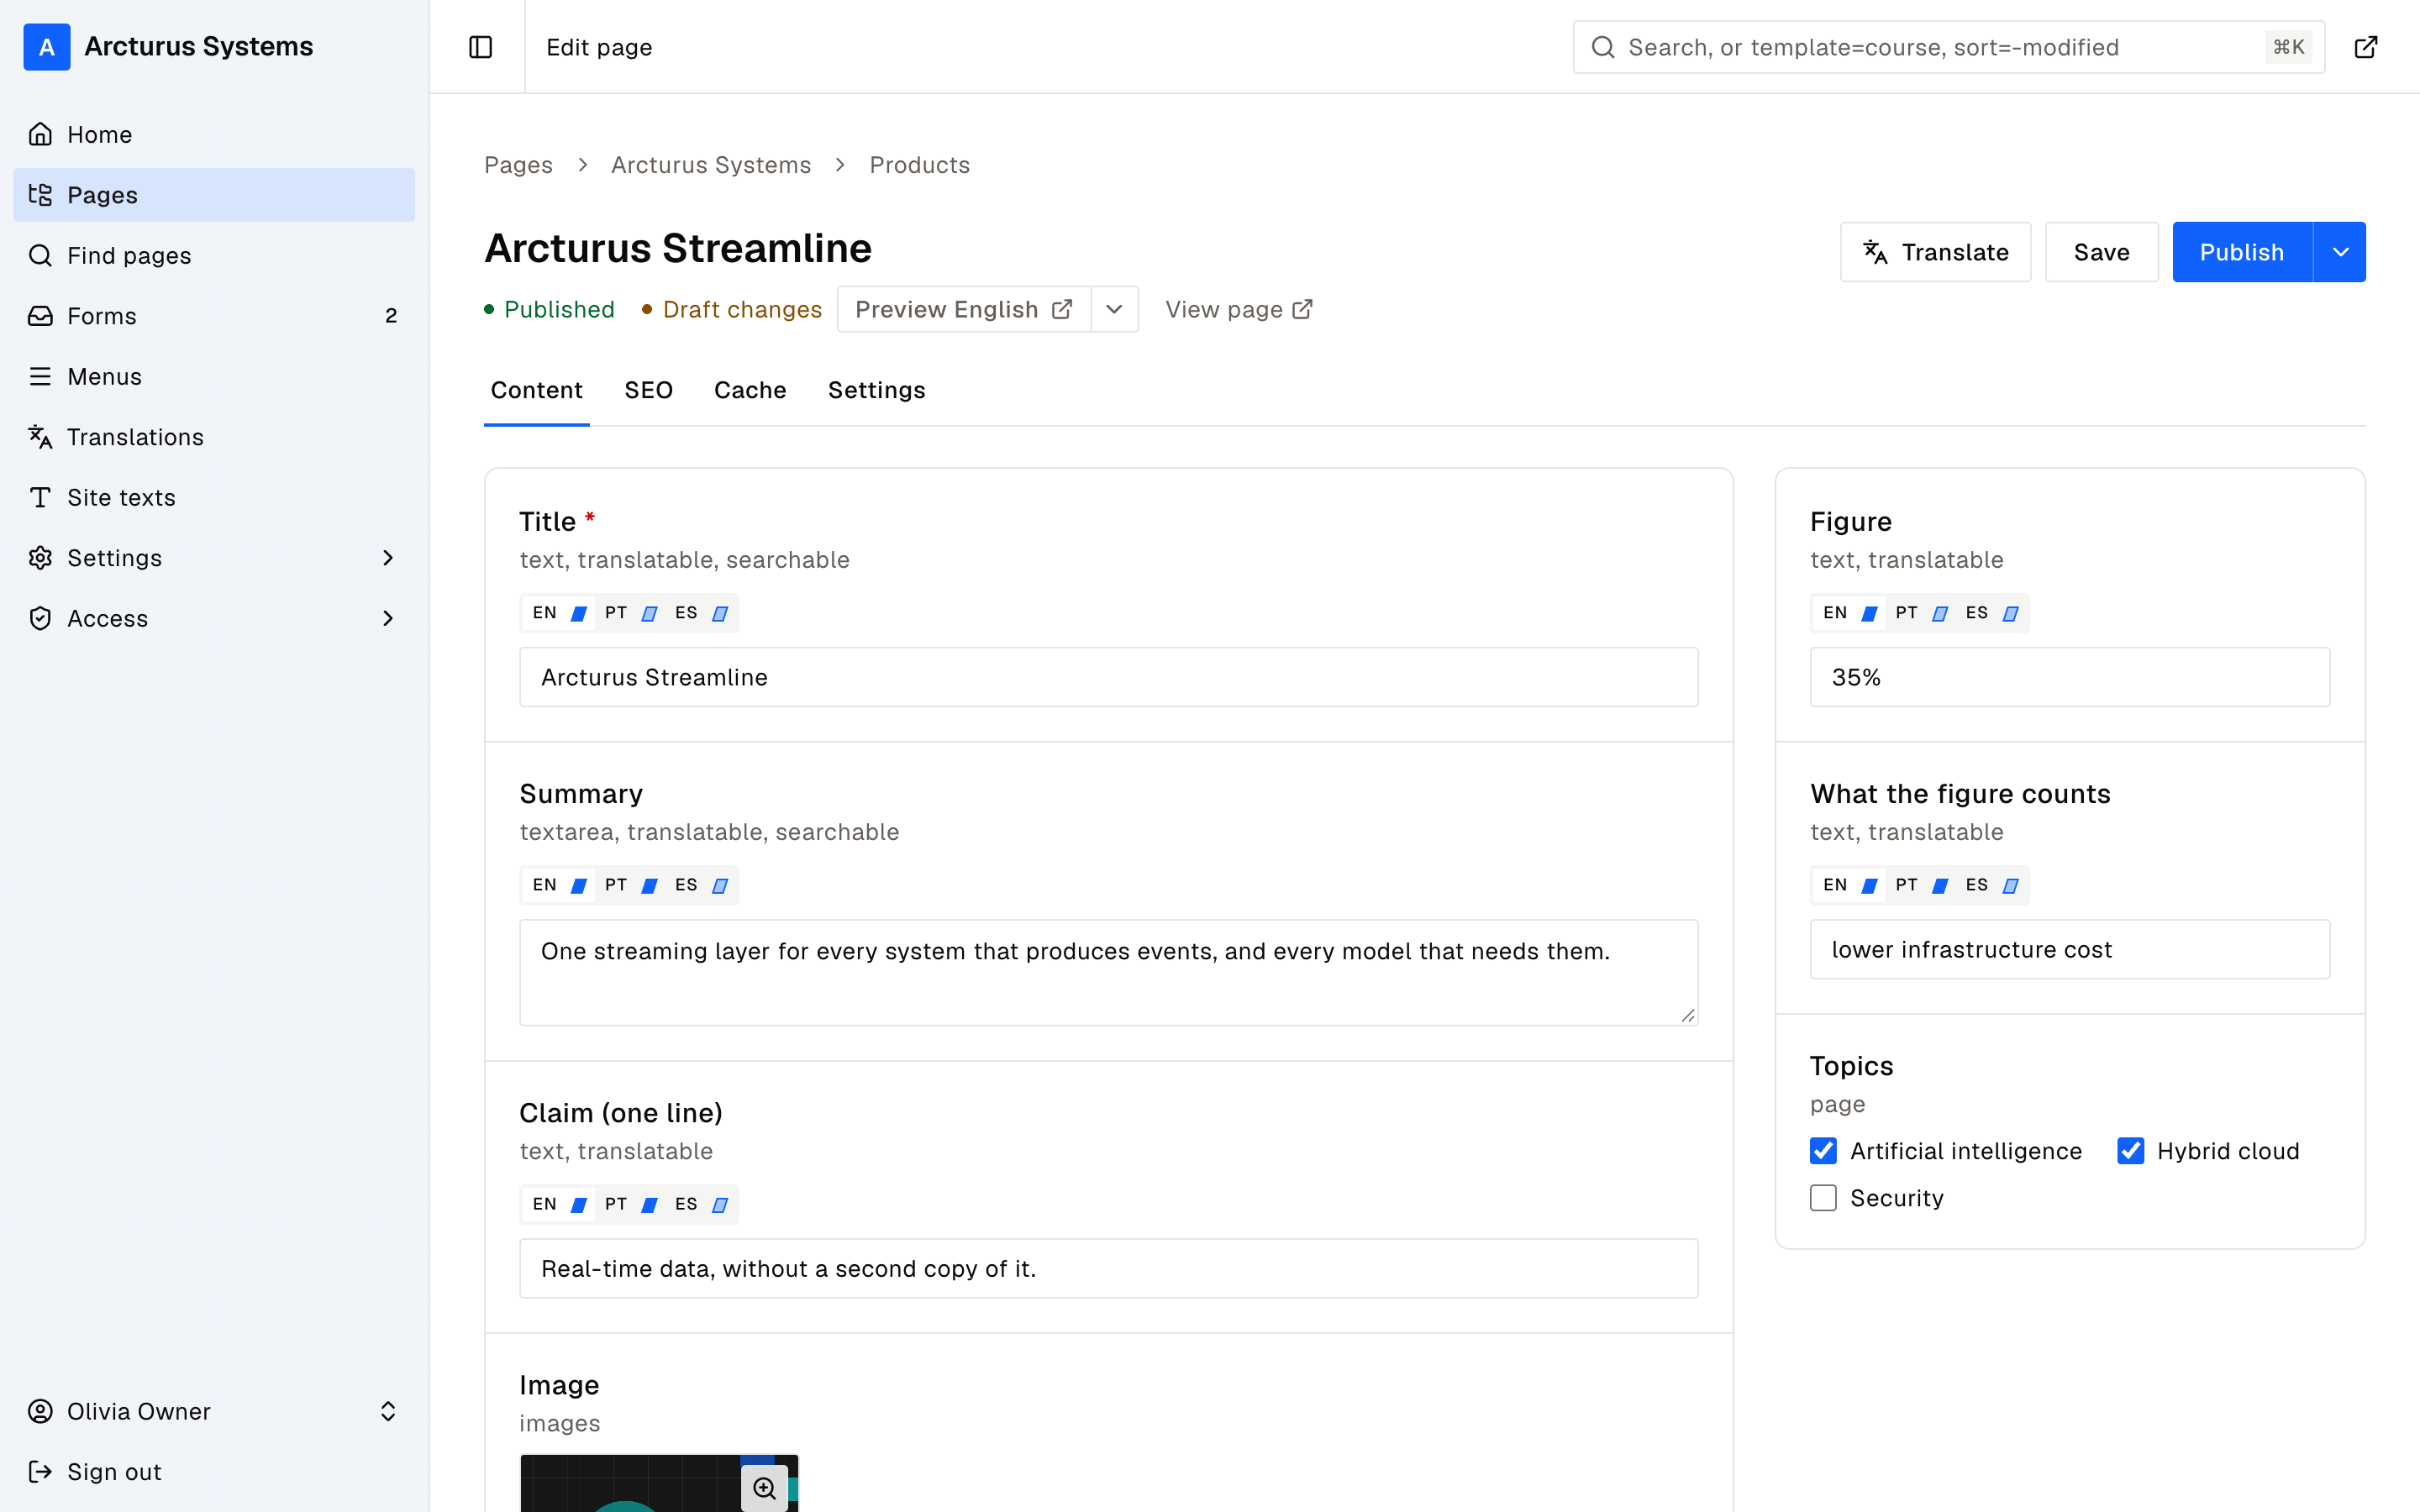 A Arcturus Systems
Home
Pages
Find pages
Forms 2
Menus
Translations
Site texts
Settings
Access
Olivia Owner
Sign out
Edit page
Search, or template=course, sort=-modified ⌘K
Pages > Arcturus Systems > Products
Arcturus Streamline
Translate Save Publish
Published Draft changes Preview English View page
Content SEO Cache Settings
Title *
text, translatable, searchable
EN PT ES
Arcturus Streamline
Summary
textarea, translatable, searchable
EN PT ES
One streaming layer for every system that produces events, and every model that needs them.
Claim (one line)
text, translatable
EN PT ES
Real-time data, without a second copy of it.
Image
images
Figure
text, translatable
EN PT ES
35%
What the figure counts
text, translatable
EN PT ES
lower infrastructure cost
Topics
page
Artificial intelligence Hybrid cloud
Security